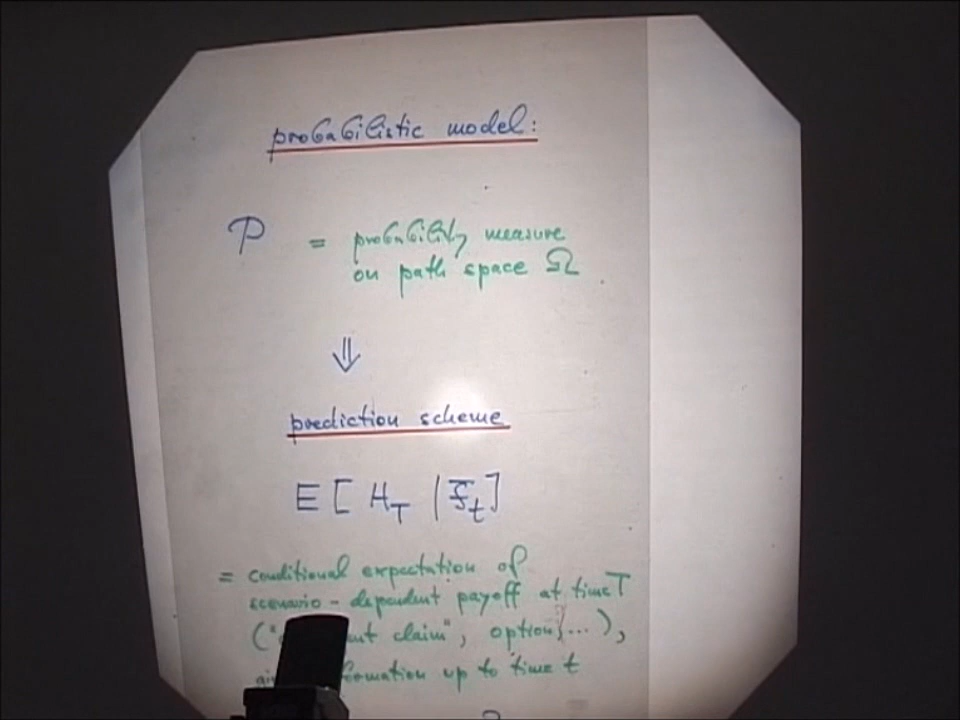 probabilistic model:
P = probability measure
on path space Ω
⇓
prediction scheme
E [ H_T | F_t ]
= conditional expectation of
scenario - dependent payoff at time T
( claim", option, ... ),
up to time t